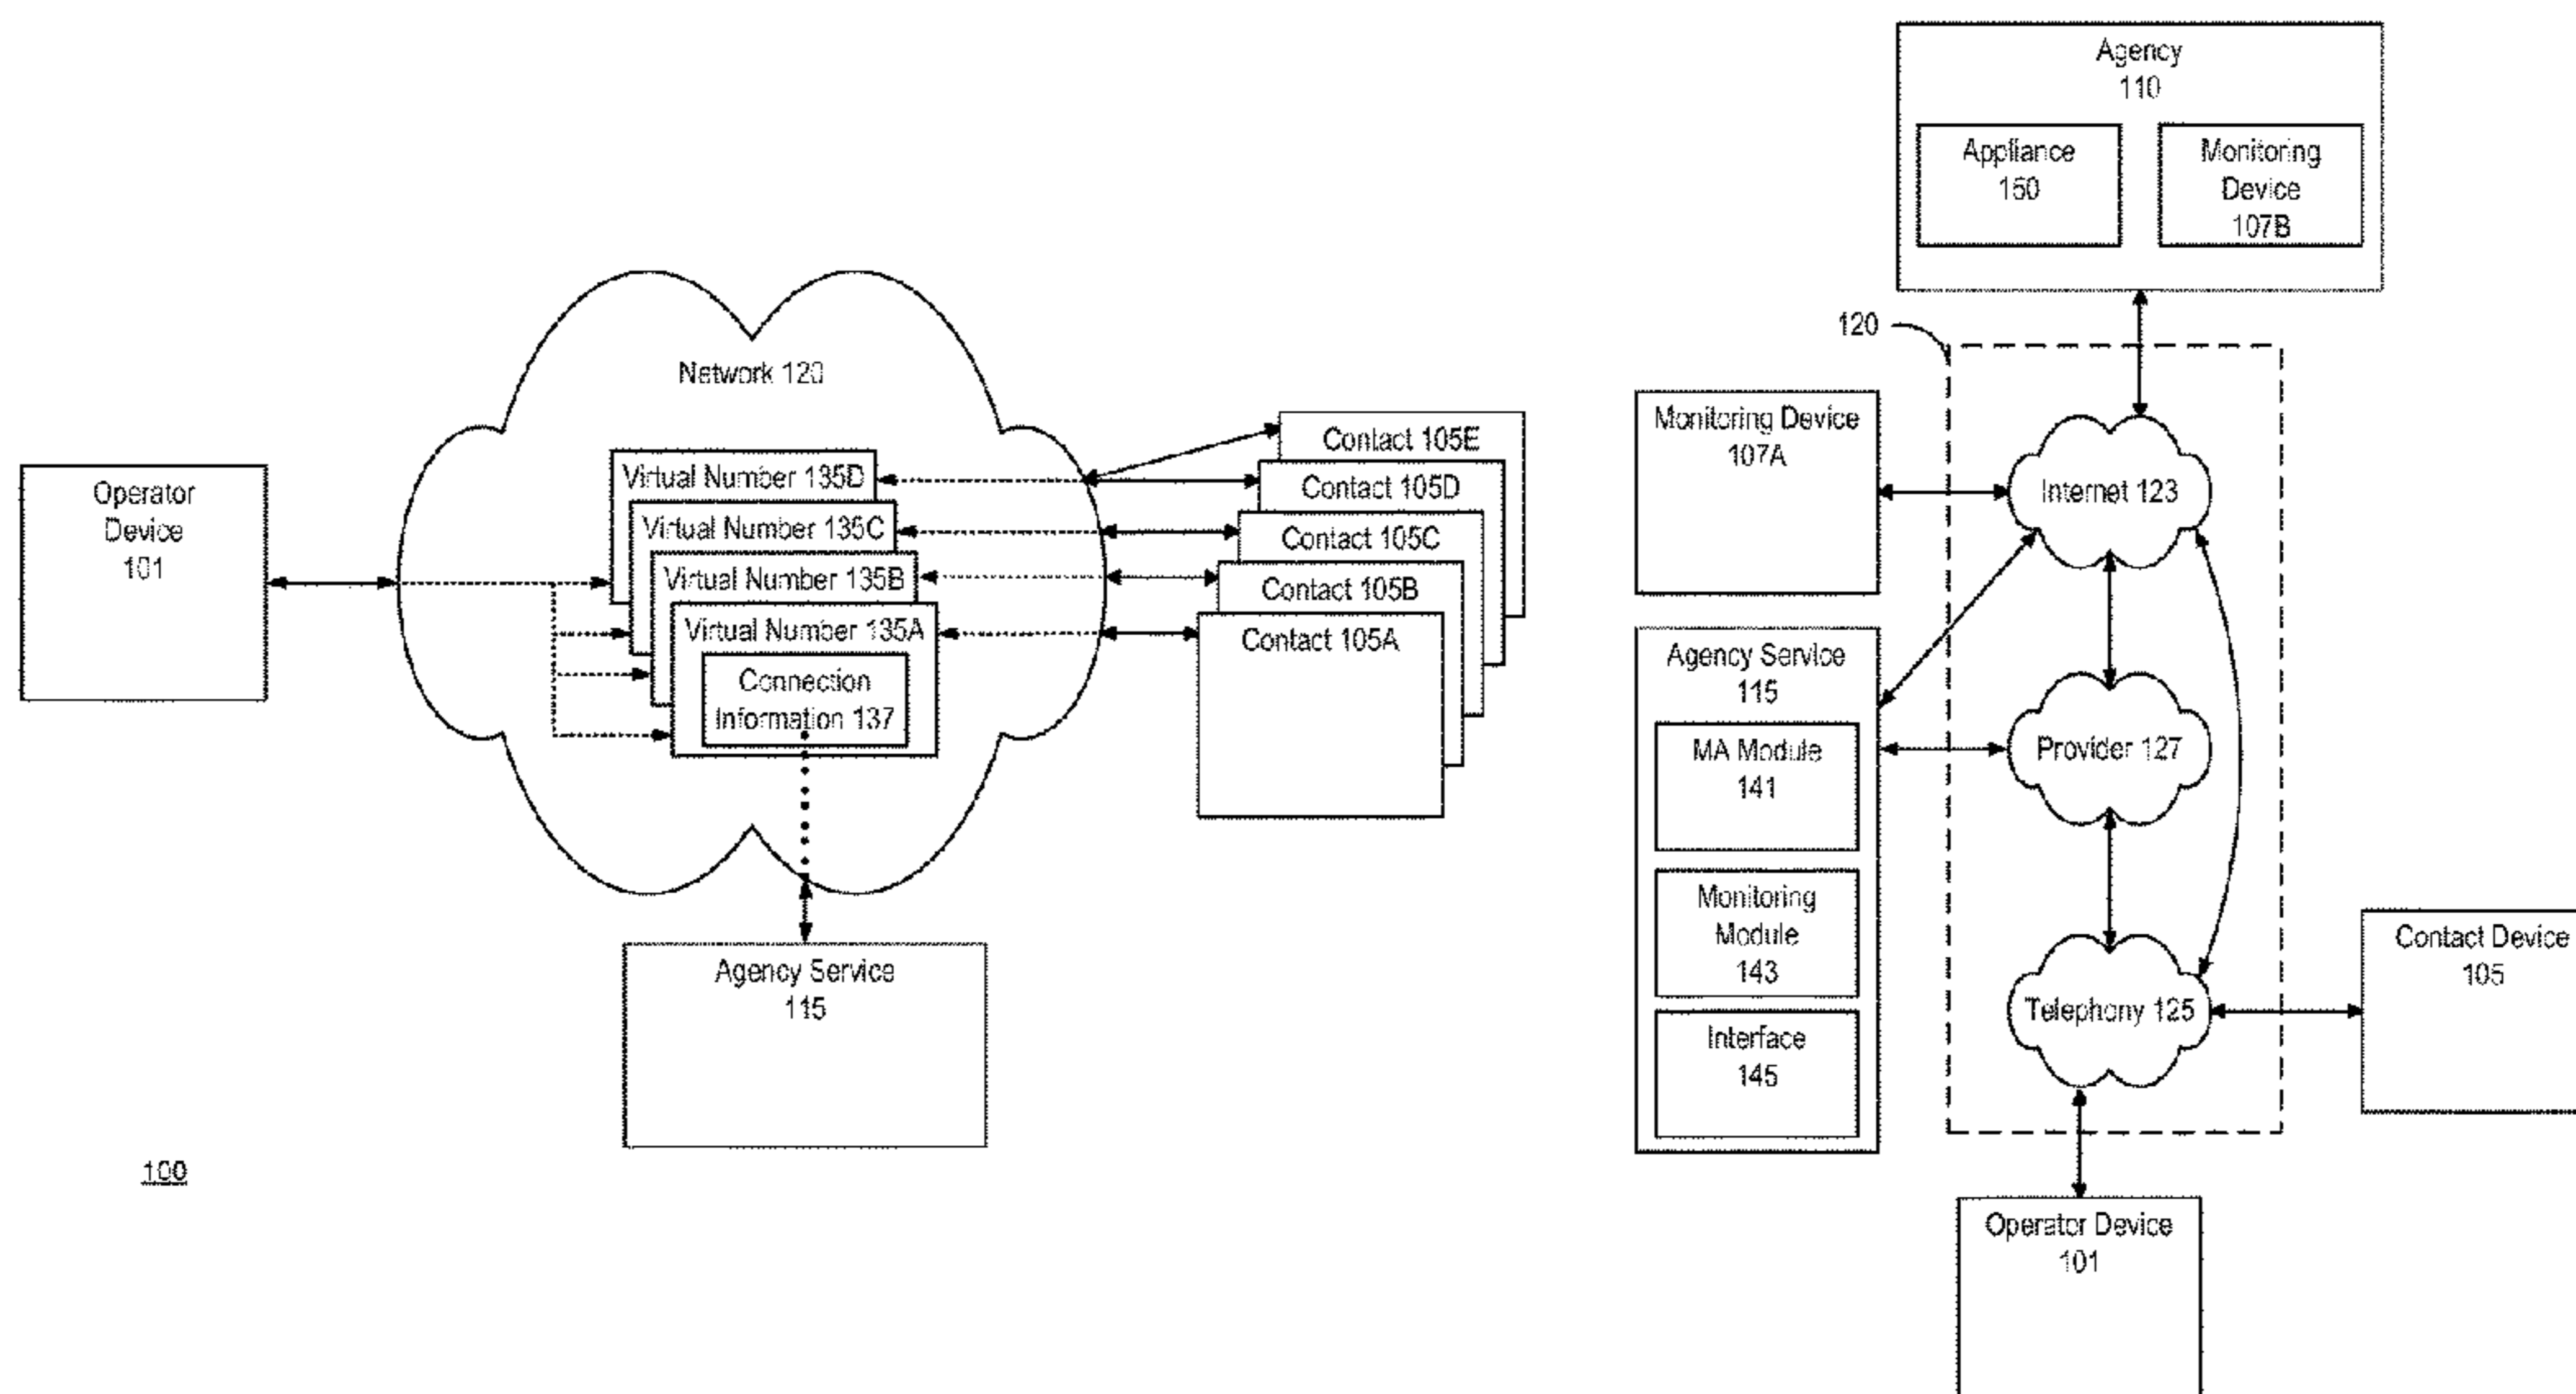 Operator
Device
101
Network 120
Virtual Number 135D
Virtual Number 135C
Virtual Number 135B
Virtual Number 135A
Connection
Information 137
Contact 105E
Contact 105D
Contact 105C
Contact 105B
Contact 105A
Agency Service
115
100
Agency
110
Appliance
160
Monitoring
Device
107B
120
Monitoring Device
107A
Internet 123
Agency Service
115
MA Module
141
Provider 127
Monitoring
Module
143
Interface
145
Telephony 125
Contact Device
105
Operator Device
101